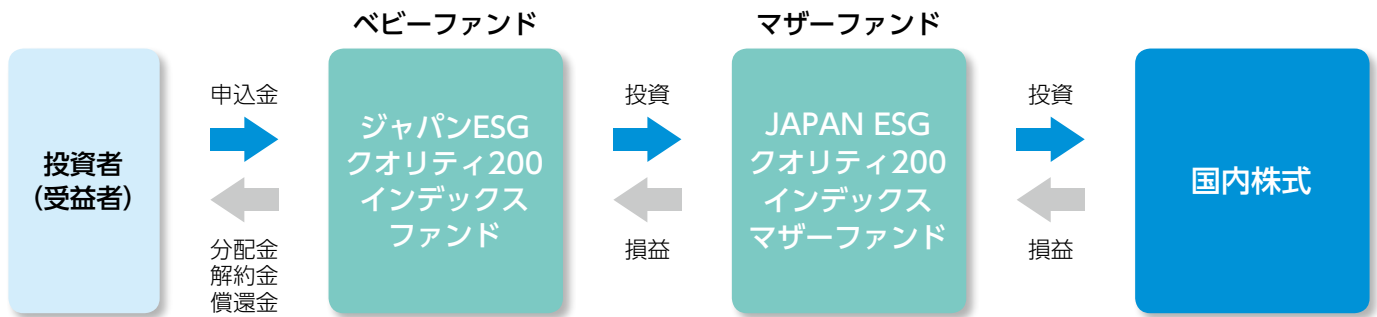 ベビーファンド
マザーファンド
投資者
(受益者)
申込金
分配金
解約金
償還金
ジャパンESG
クオリティ200
インデックス
ファンド
投資
損益
JAPAN ESG
クオリティ200
インデックス
マザーファンド
投資
損益
国内株式